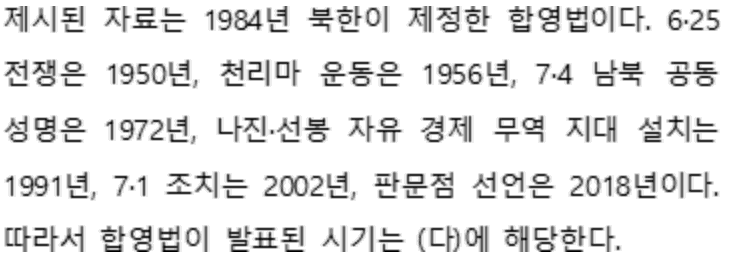 제시된 자료는 1984년 북한이 제정한 합영법이다. 6·25
전쟁은 1950년, 천리마 운동은 1956년, 7·4 남북 공동
성명은 1972년, 나진·선봉 자유 경제 무역 지대 설치는
1991년, 7·1 조치는 2002년, 판문점 선언은 2018년이다.
따라서 합영법이 발표된 시기는 (다)에 해당한다.